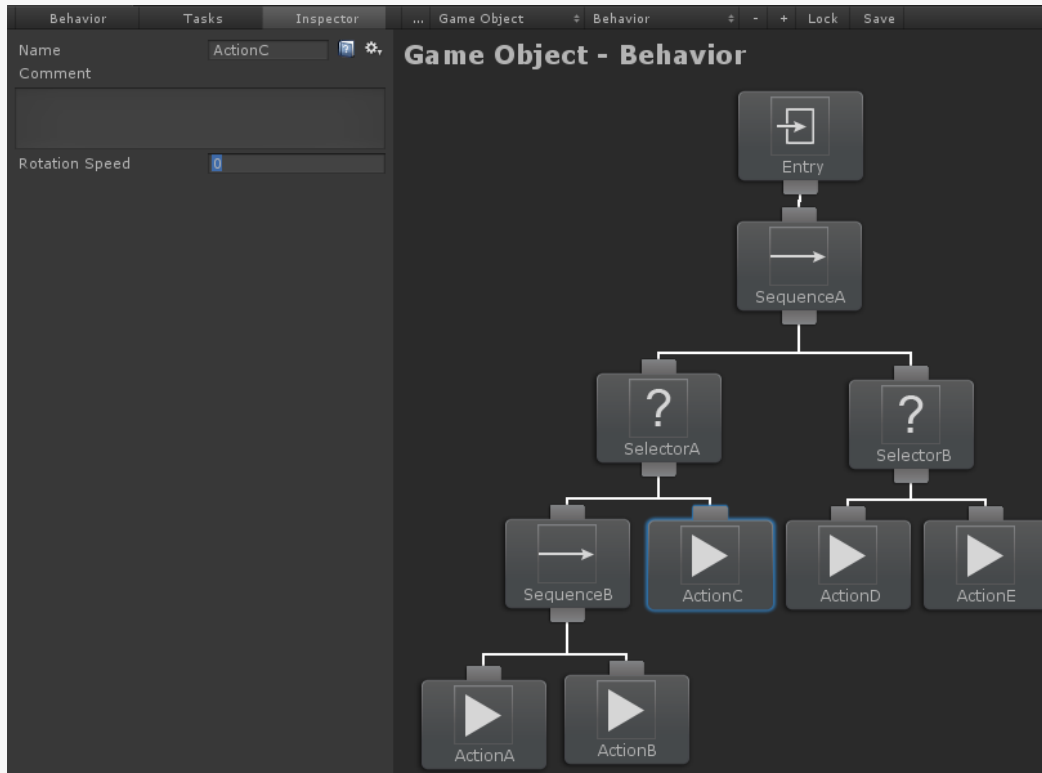 Behavior Tasks Inspector ... Game Object Behavior - + Lock Save
Name ActionC
Comment
Rotation Speed 0
Game Object - Behavior
Entry
SequenceA
SelectorA SelectorB
SequenceB ActionC ActionD ActionE
ActionA ActionB